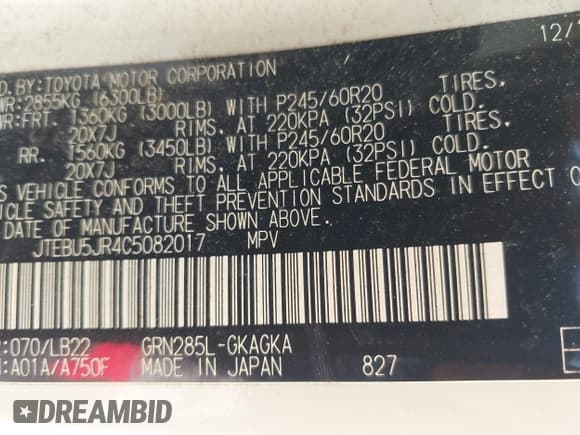 D.BY:TOYOTA MOTOR CORPORATION 12/
WR:2855KG (6300LB)
WR:FRT. 1360KG (3000LB) WITH P245/60R20 TIRES.
20X7J RIMS, AT 220KPA (32PSI) COLD.
RR. 1560KG (3450LB) WITH P245/60R20 TIRES.
20X7J RIMS, AT 220KPA (32PSI) COLD.
S VEHICLE CONFORMS TO ALL APPLICABLE FEDERAL MOTOR
ICLE SAFETY AND THEFT PREVENTION STANDARDS IN EFFECT O
DATE OF MANUFACTURE SHOWN ABOVE.
JTEBU5JR4C5082017 MPV
:070/LB22 GRN285L-GKAGKA
:A01A/A750F MADE IN JAPAN 827
DREAMBID